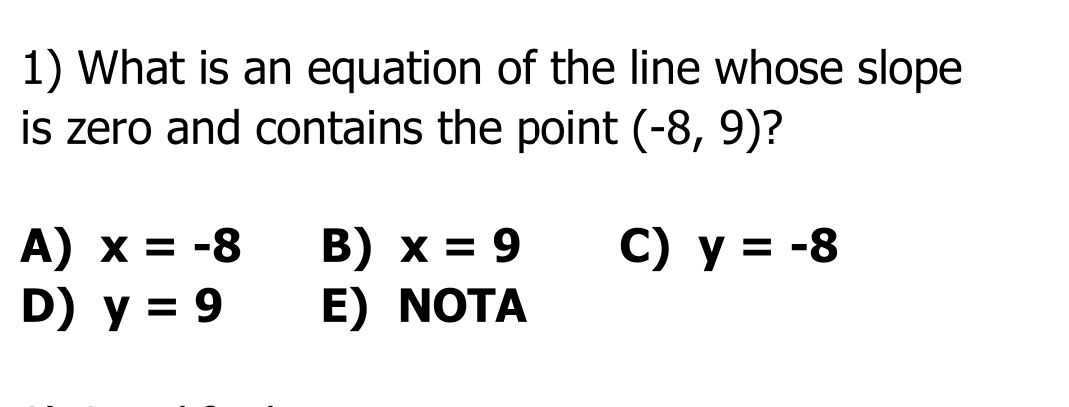 1) What is an equation of the line whose slope
is zero and contains the point (-8, 9)?
A) x = -8 B) x = 9 C) y = -8
D) y = 9 E) NOTA